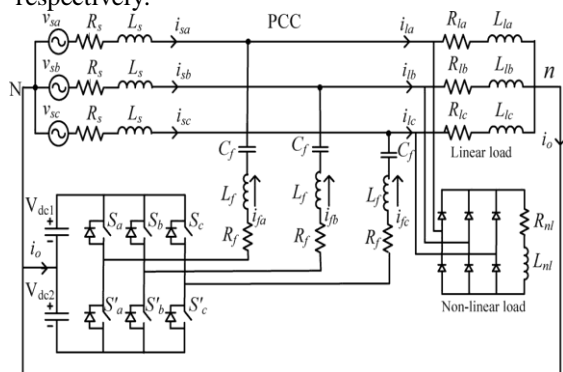 respectively.
v_sa R_s L_s i_sa PCC i_la R_la L_la
N v_sb R_s L_s i_sb i_lb R_lb L_lb n
v_sc R_s L_s i_sc i_lc R_lc L_lc i_o
C_f C_f C_f Linear load
L_f i_fa L_f i_fb L_f i_fc
R_f R_f R_f
V_dc1 + - S_a S_b S_c R_nl
i_o L_nl
V_dc2 + - S'_a S'_b S'_c Non-linear load